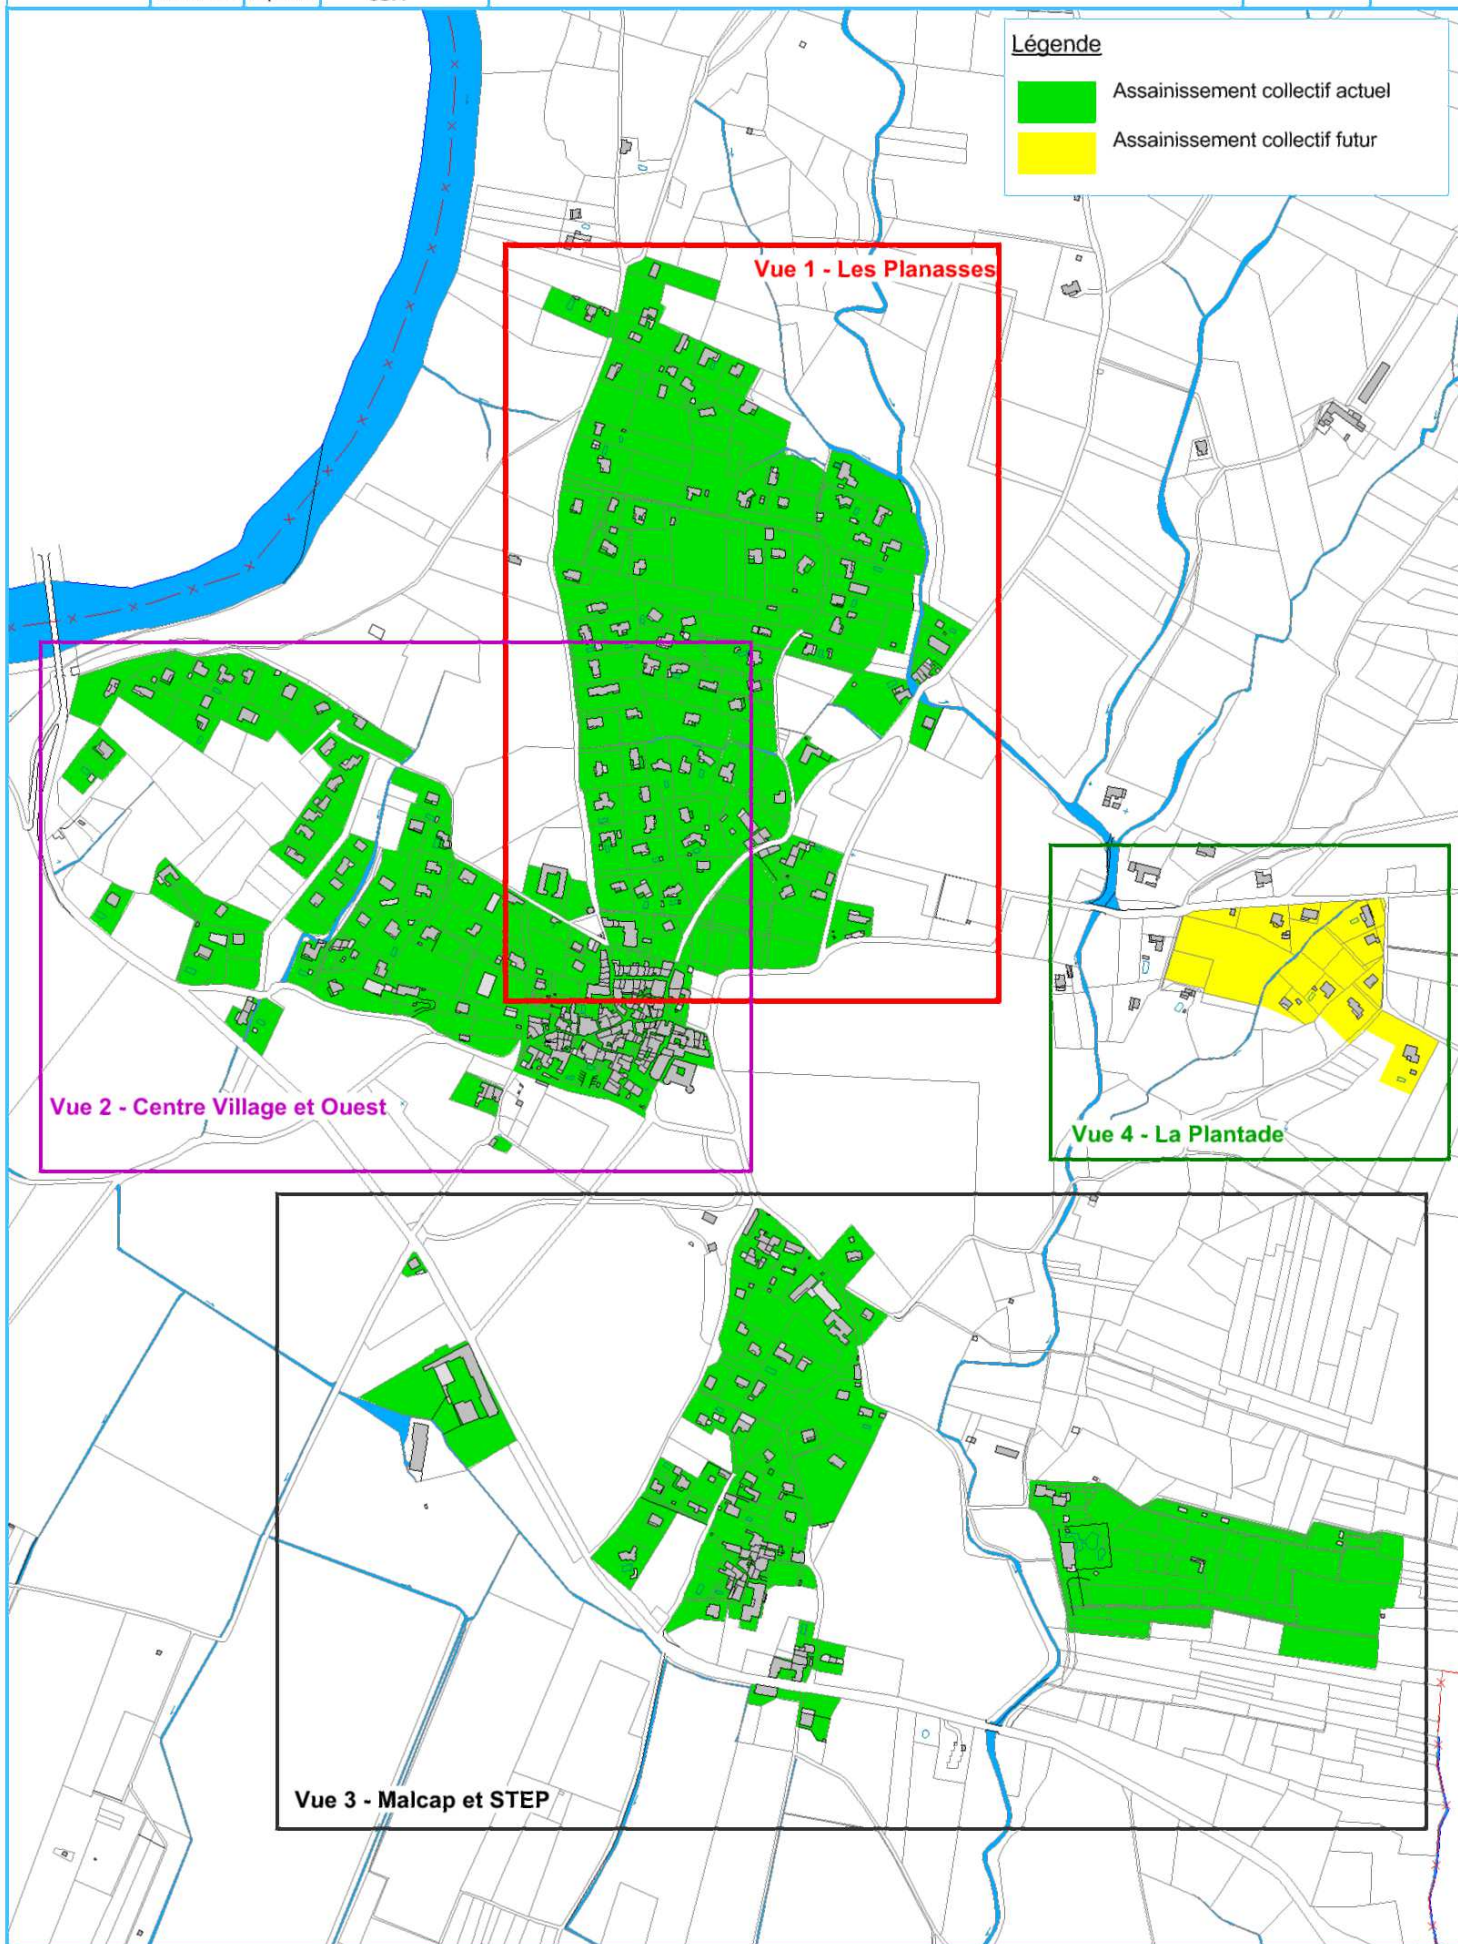 Légende
Assainissement collectif actuel
Assainissement collectif futur
Vue 1 - Les Planasses
Vue 2 - Centre Village et Ouest
Vue 4 - La Plantade
Vue 3 - Malcap et STEP